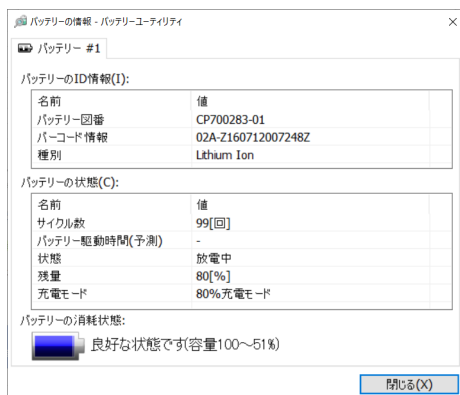 バッテリーの情報 - バッテリーユーティリティ
バッテリー #1
バッテリーのID情報(I):
名前 値
バッテリー図番 CP700283-01
バーコード情報 02A-Z160712007248Z
種別 Lithium Ion
バッテリーの状態(C):
名前 値
サイクル数 99[回]
バッテリー駆動時間(予測) -
状態 放電中
残量 80[%]
充電モード 80%充電モード
バッテリーの消耗状態:
良好な状態です(容量100～51%)
閉じる(X)